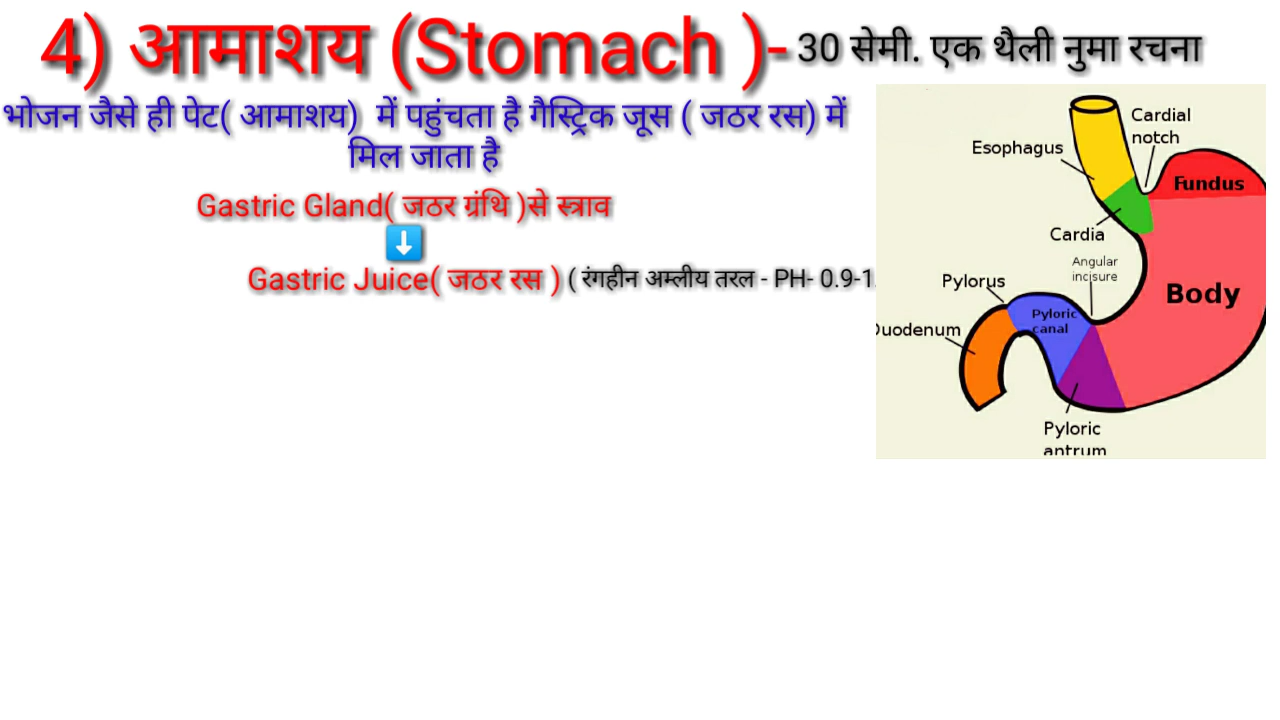 4) आमाशय (Stomach )- 30 सेमी. एक थैली नुमा रचना
भोजन जैसे ही पेट( आमाशय) में पहुंचता है गैस्ट्रिक जूस ( जठर रस) में
मिल जाता है
Gastric Gland( जठर ग्रंथि )से स्त्राव
Gastric Juice( जठर रस ) ( रंगहीन अम्लीय तरल - PH- 0.9-1
Cardial
notch
Esophagus
Fundus
Cardia
Angular
incisure
Pylorus
Body
Pyloric
canal
Duodenum
Pyloric
antrum